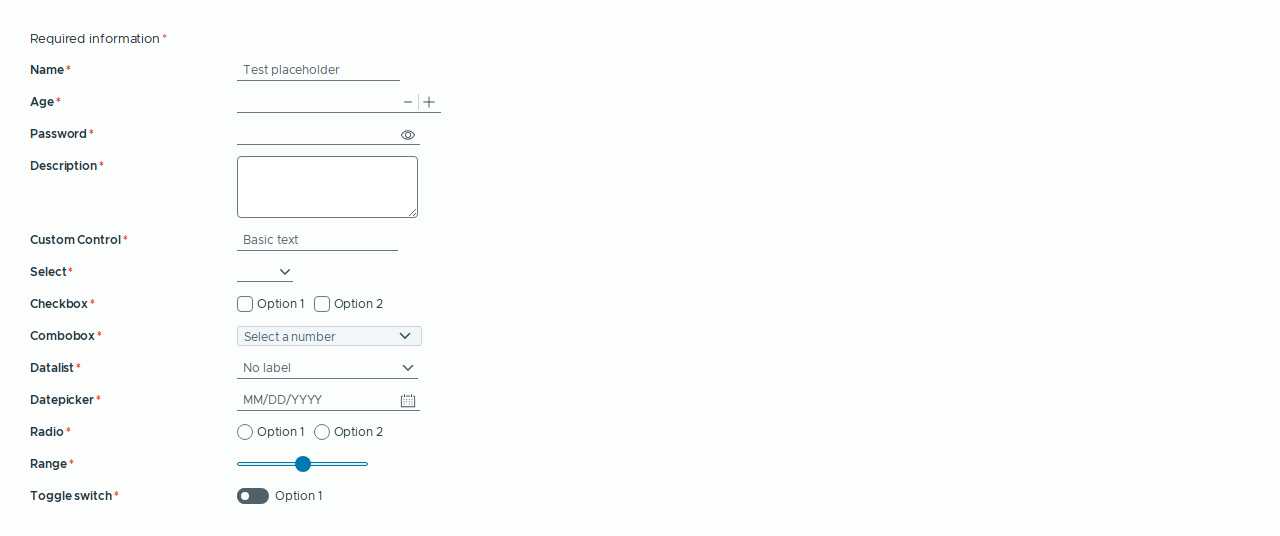 Required information *
Name * Test placeholder
Age *
Password *
Description *
Custom Control * Basic text
Select *
Checkbox * Option 1 Option 2
Combobox * Select a number
Datalist * No label
Datepicker * MM/DD/YYYY
Radio * Option 1 Option 2
Range *
Toggle switch * Option 1